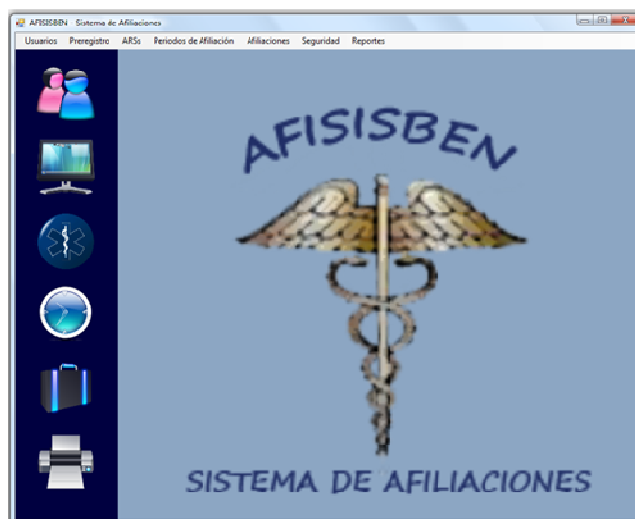 AFISISBEN Sistema de Afiliaciones
Usuarios Preregistro ARSs Periodos de Afiliación Afiliaciones Seguridad Reportes
AFISISBEN
SISTEMA DE AFILIACIONES